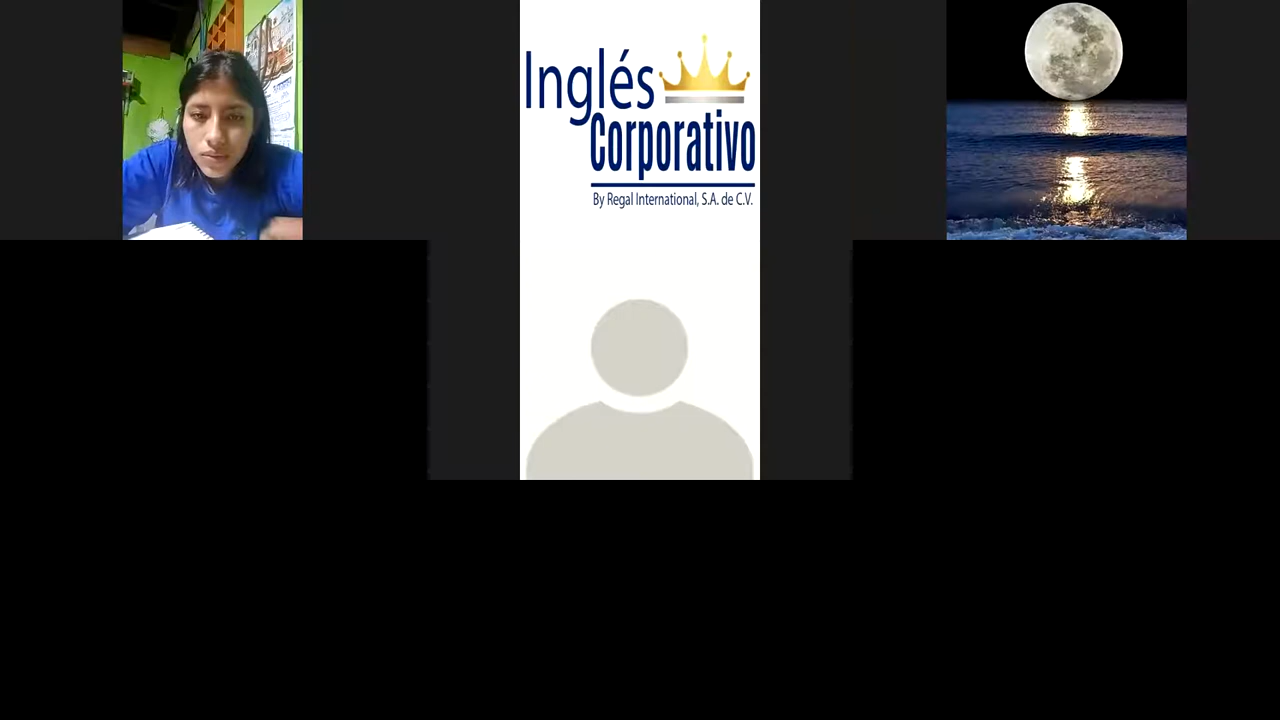 Inglés
Corporativo
By Regal International, S.A. de C.V.